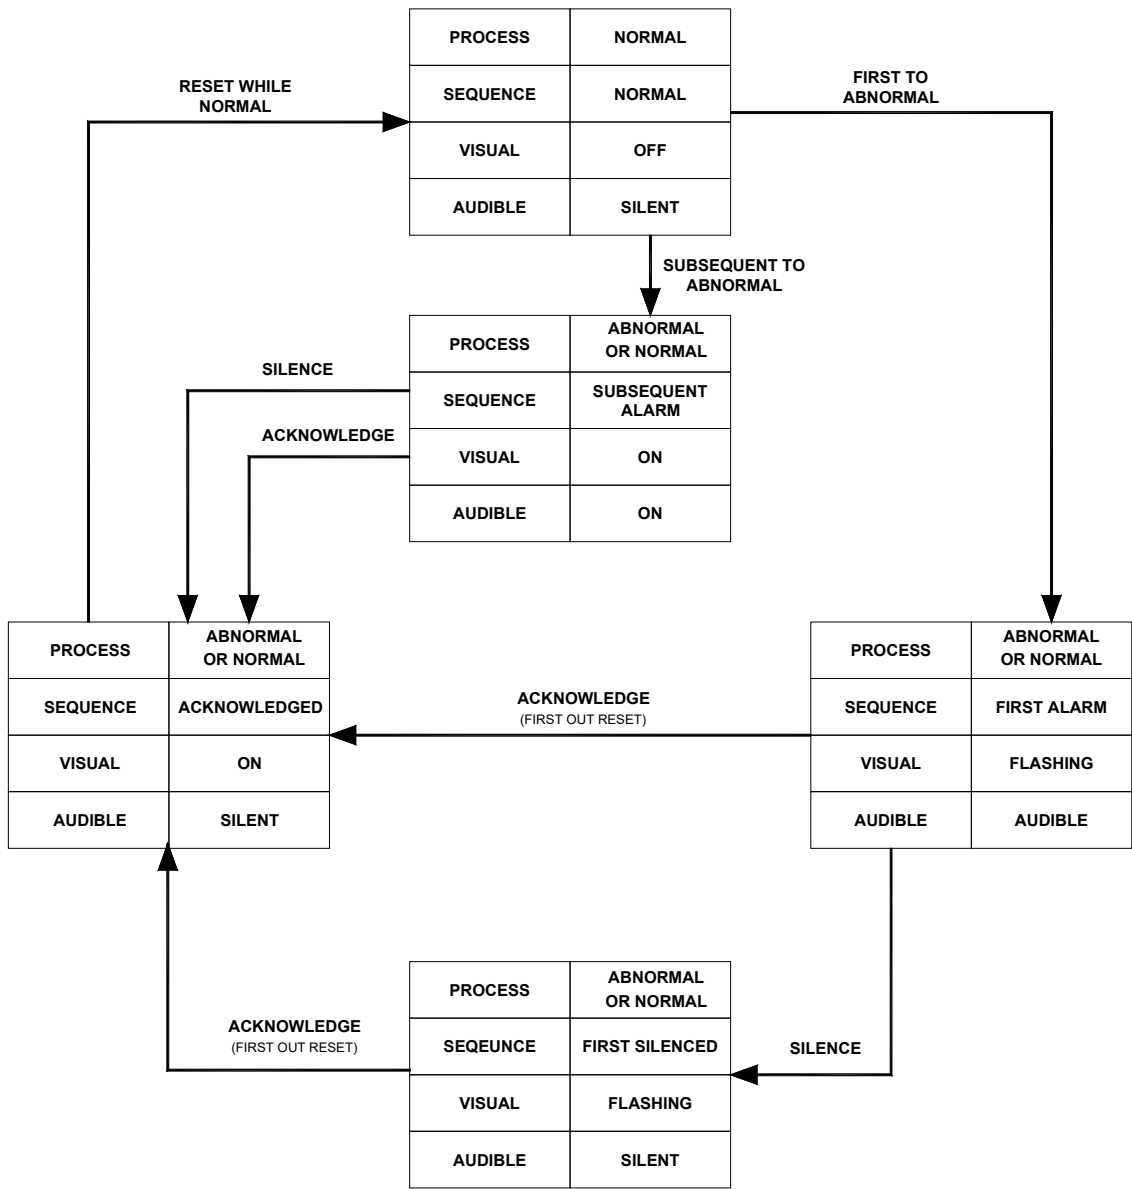 PROCESS NORMAL
SEQUENCE NORMAL
VISUAL OFF
AUDIBLE SILENT
RESET WHILE
NORMAL
FIRST TO
ABNORMAL
SUBSEQUENT TO
ABNORMAL
PROCESS ABNORMAL
OR NORMAL
SEQUENCE SUBSEQUENT
ALARM
VISUAL ON
AUDIBLE ON
SILENCE
ACKNOWLEDGE
PROCESS ABNORMAL
OR NORMAL
SEQUENCE ACKNOWLEDGED
VISUAL ON
AUDIBLE SILENT
ACKNOWLEDGE
(FIRST OUT RESET)
PROCESS ABNORMAL
OR NORMAL
SEQUENCE FIRST ALARM
VISUAL FLASHING
AUDIBLE AUDIBLE
ACKNOWLEDGE
(FIRST OUT RESET)
PROCESS ABNORMAL
OR NORMAL
SEQEUNCE FIRST SILENCED
VISUAL FLASHING
AUDIBLE SILENT
SILENCE